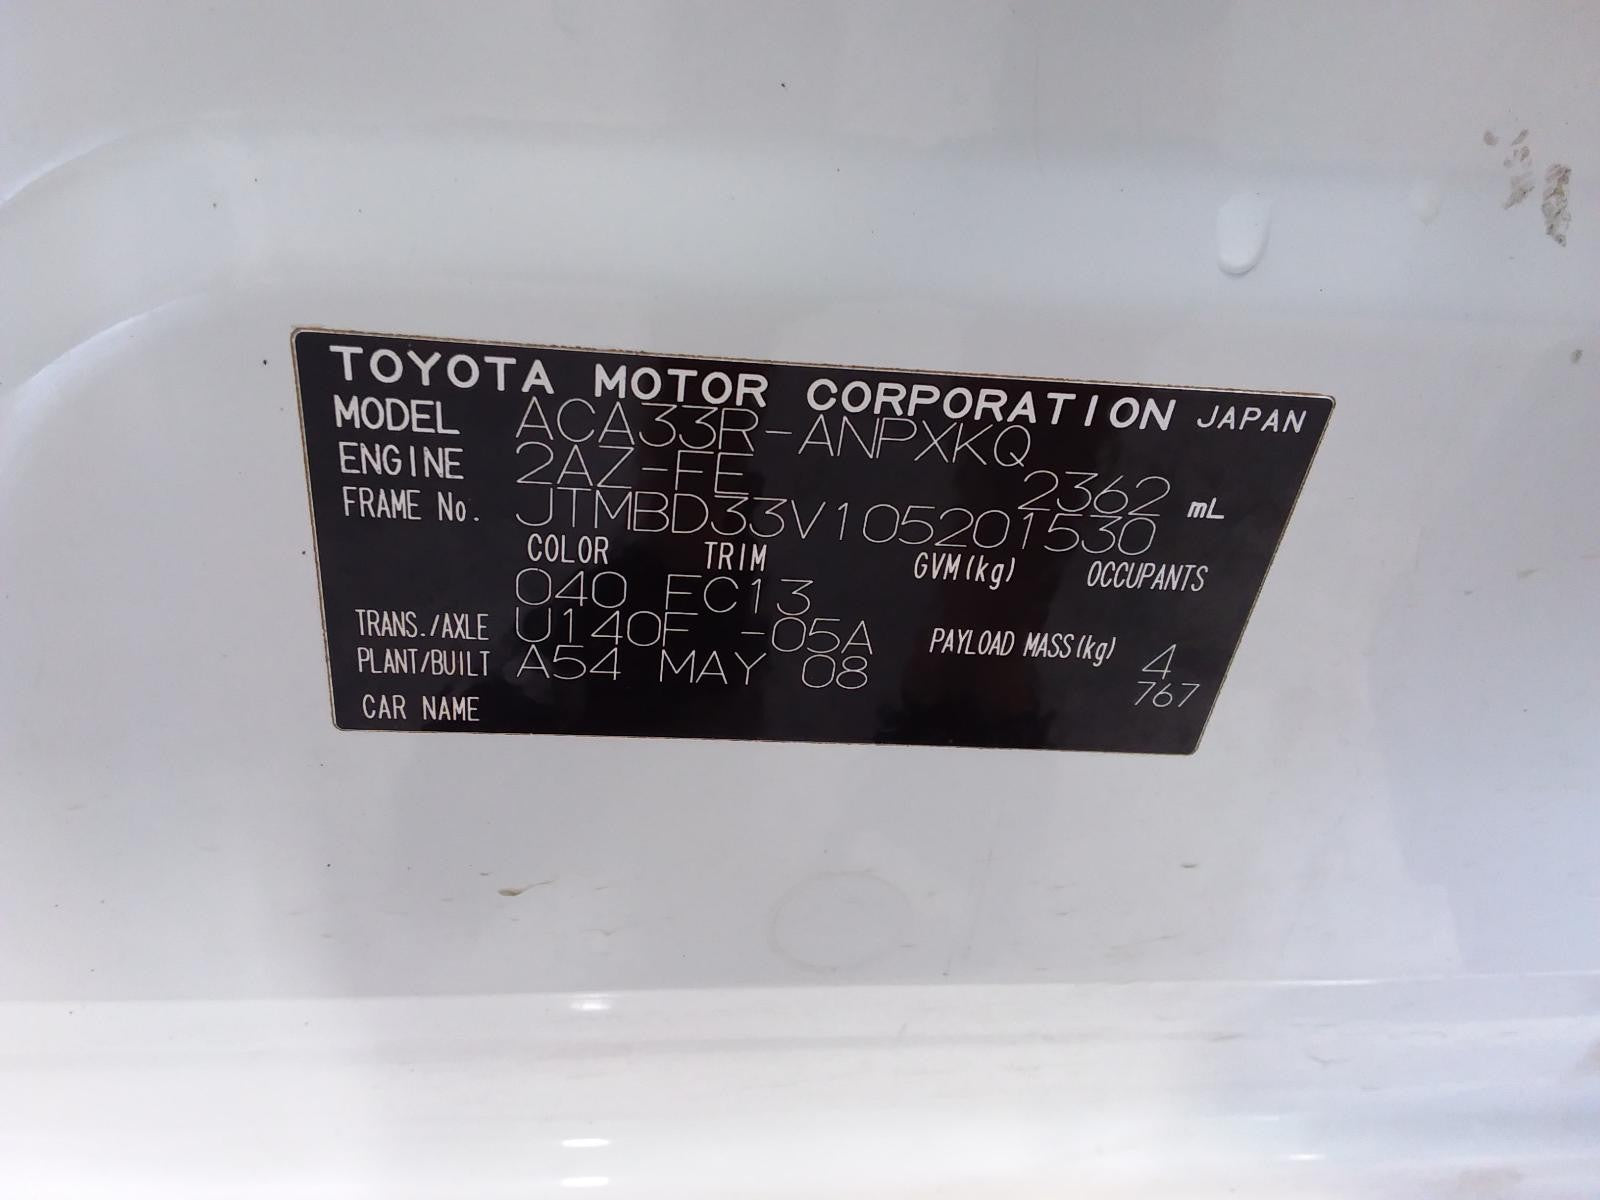 TOYOTA MOTOR CORPORATION JAPAN
MODEL ACA33R-ANPXKQ
ENGINE 2AZ-FE 2362 mL
FRAME No. JTMBD33V105201530
COLOR TRIM GVM(kg) OCCUPANTS
040 EC13
TRANS./AXLE U140F -05A PAYLOAD MASS(kg) 4
PLANT/BUILT A54 MAY 08 767
CAR NAME